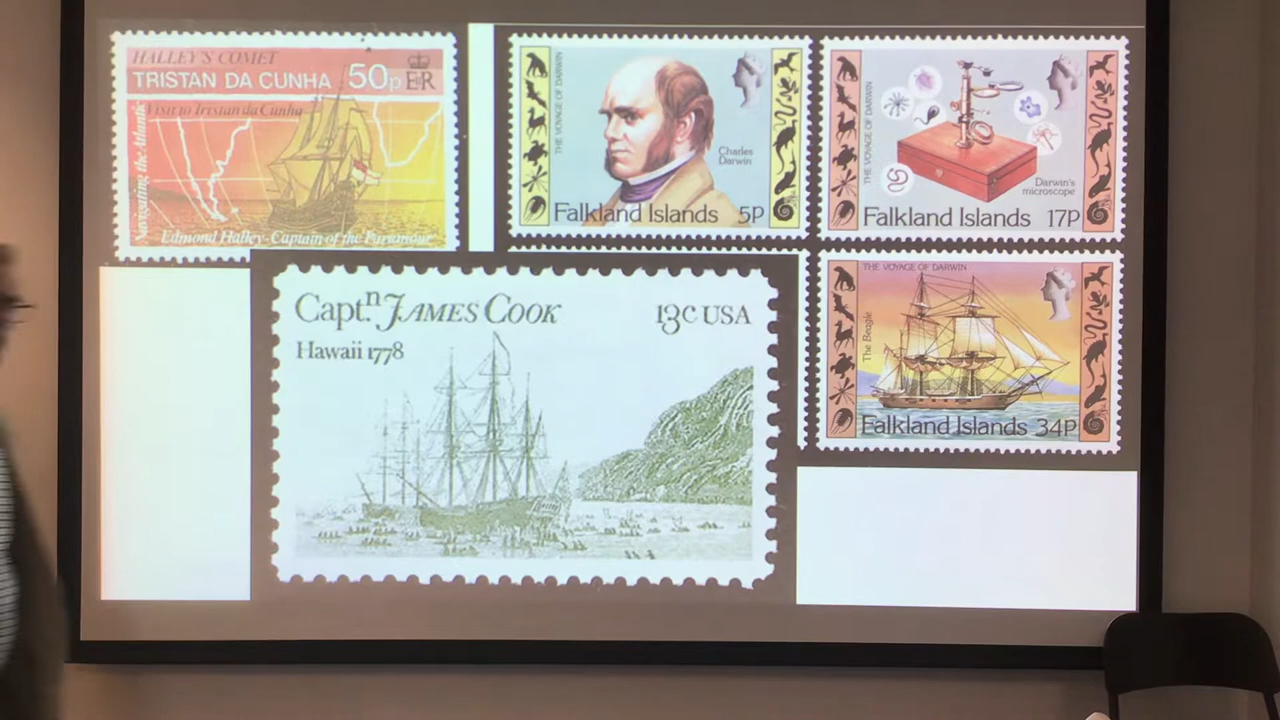 HALLEY'S COMET
TRISTAN DA CUNHA 50p E II R
Visit to Tristan da Cunha
Navigating the Atlantic
Edmond Halley-Captain of the Paramour
THE VOYAGE OF DARWIN
Charles
Darwin
Falkland Islands 5P
THE VOYAGE OF DARWIN
Darwin's
microscope
Falkland Islands 17P
Captn. JAMES COOK 13c USA
Hawaii 1778
THE VOYAGE OF DARWIN
The Beagle
Falkland Islands 34P